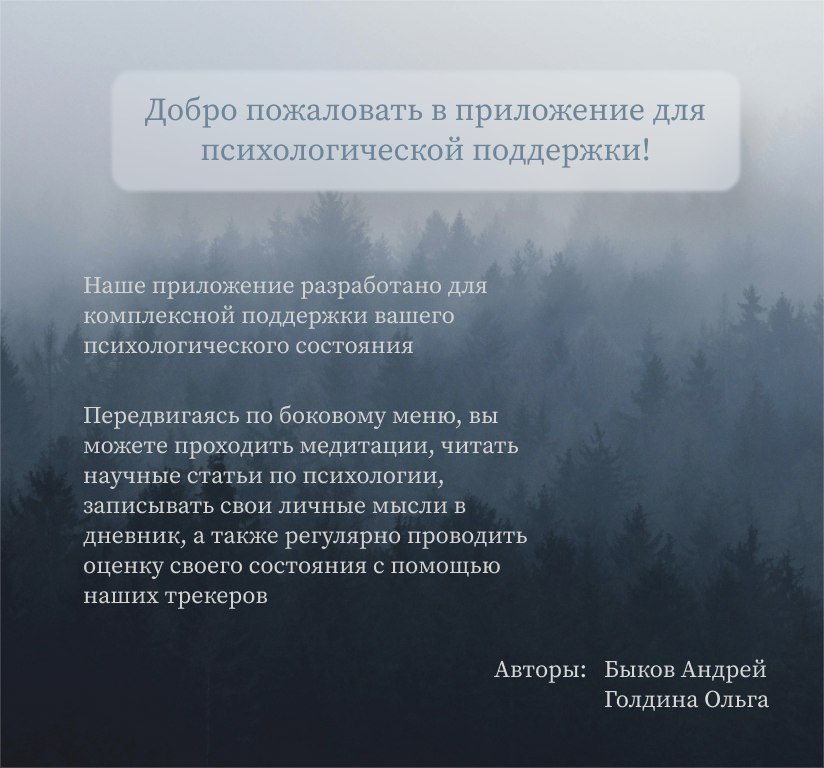 Добро пожаловать в приложение для
психологической поддержки!
Наше приложение разработано для
комплексной поддержки вашего
психологического состояния
Передвигаясь по боковому меню, вы
можете проходить медитации, читать
научные статьи по психологии,
записывать свои личные мысли в
дневник, а также регулярно проводить
оценку своего состояния с помощью
наших трекеров
Авторы: Быков Андрей
Голдина Ольга